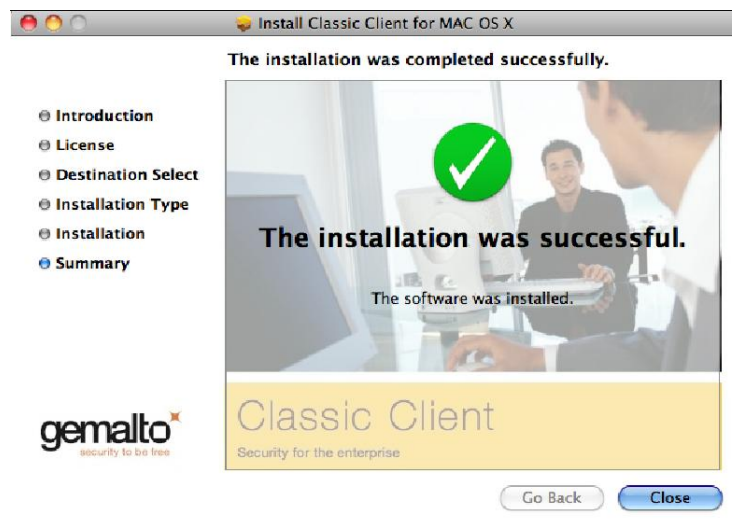 Install Classic Client for MAC OS X
The installation was completed successfully.
Introduction
License
Destination Select
Installation Type
Installation
Summary
The installation was successful.
The software was installed.
gemalto
security to be free
Classic Client
Security for the enterprise
Go Back
Close